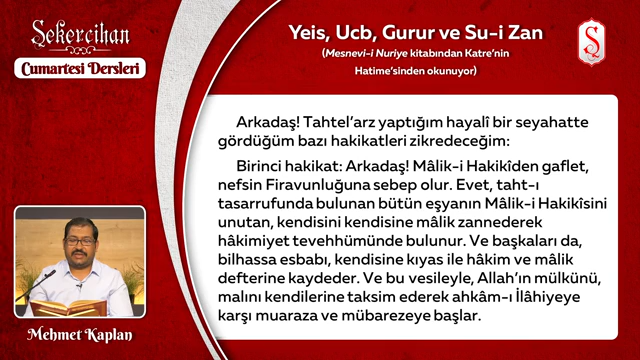 Şekercihan
Cumartesi Dersleri
Yeis, Ucb, Gurur ve Su-i Zan
(Mesnevi-i Nuriye kitabından Katre’nin
Hatime’sinden okunuyor)
Ş
Arkadaş! Tahtel’arz yaptığım hayalî bir seyahatte
gördüğüm bazı hakikatleri zikredeceğim:
Birinci hakikat: Arkadaş! Mâlik-i Hakikîden gaflet,
nefsin Firavunluğuna sebep olur. Evet, taht-ı
tasarrufunda bulunan bütün eşyanın Mâlik-i Hakikîsini
unutan, kendisini kendisine mâlik zannederek
hâkimiyet tevehhümünde bulunur. Ve başkaları da,
bilhassa esbabı, kendisine kıyas ile hâkim ve mâlik
defterine kaydeder. Ve bu vesileyle, Allah’ın mülkünü,
malını kendilerine taksim ederek ahkâm-ı İlâhiyeye
karşı muaraza ve mübarezeye başlar.
Mehmet Kaplan